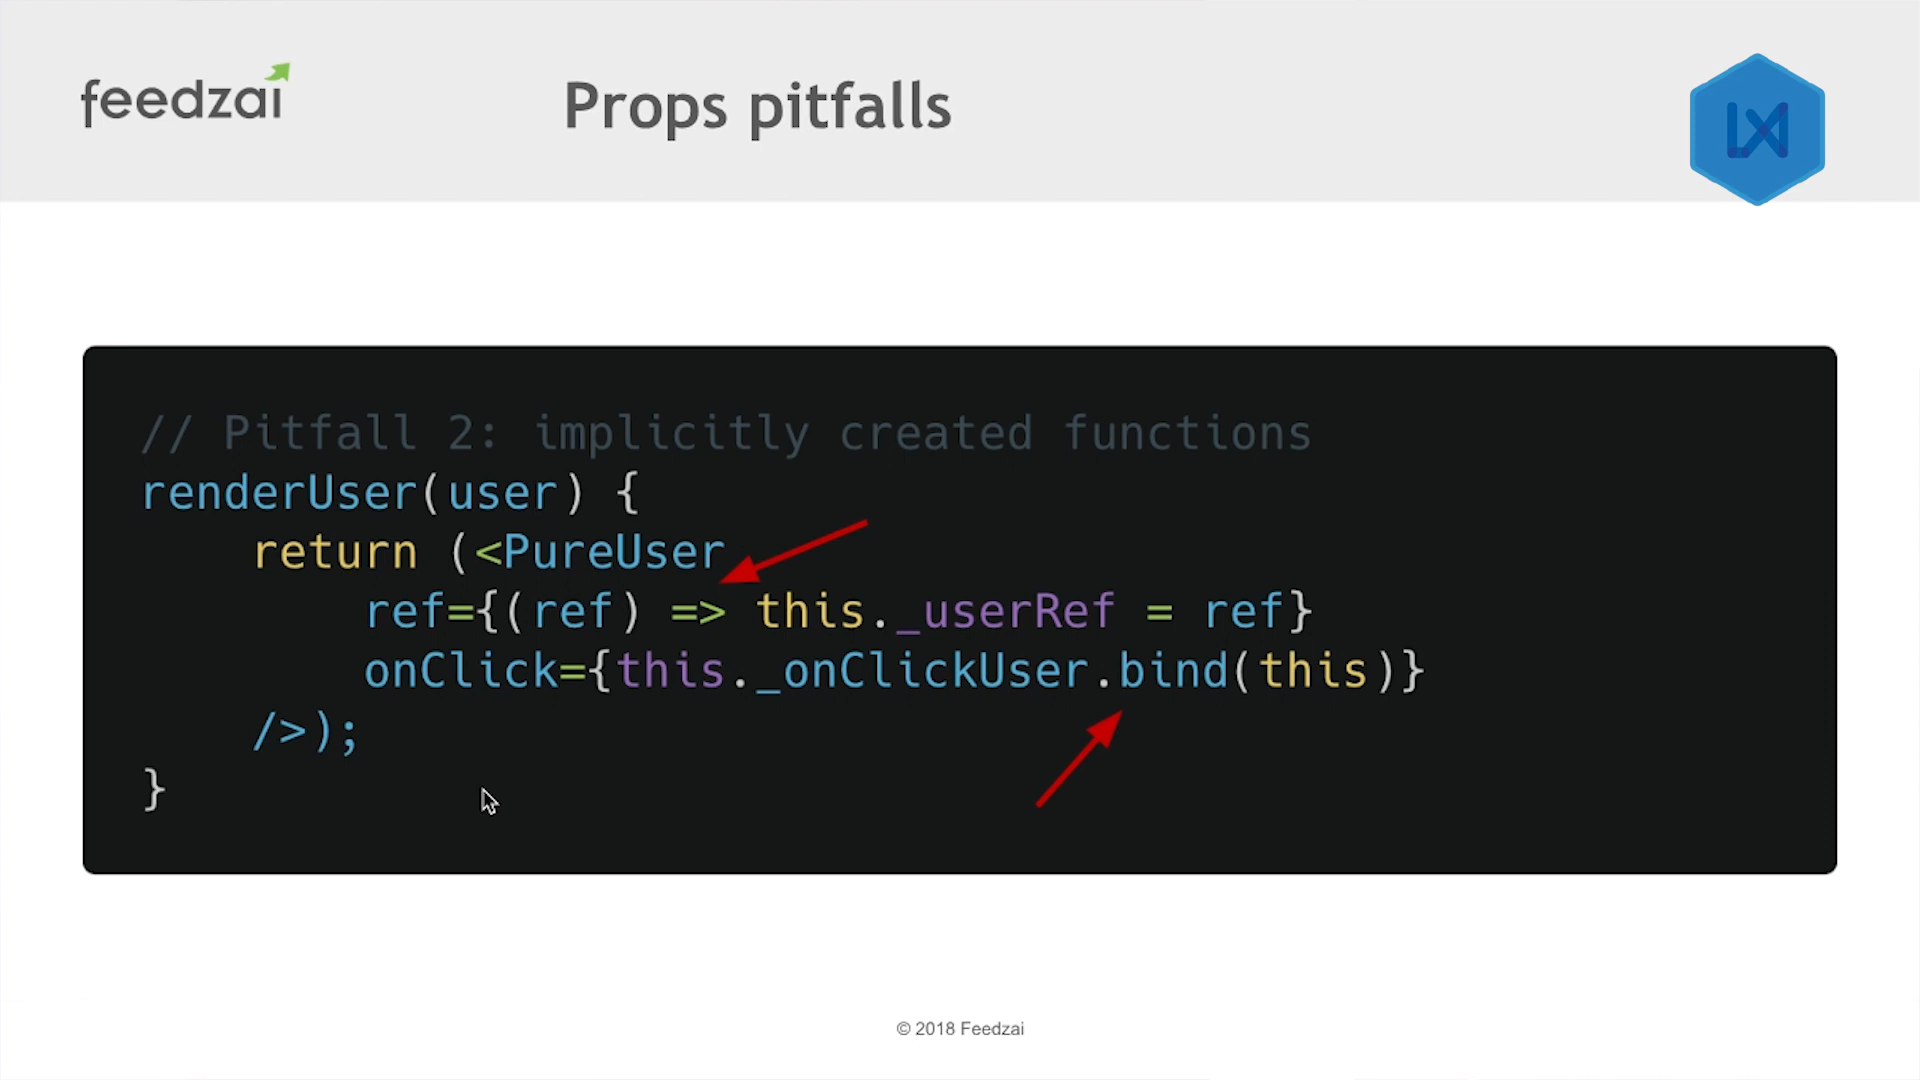 feedzai
Props pitfalls
// Pitfall 2: implicitly created functions
renderUser(user) {
    return (<PureUser
        ref={(ref) => this._userRef = ref}
        onClick={this._onClickUser.bind(this)}
    />);
}
© 2018 Feedzai